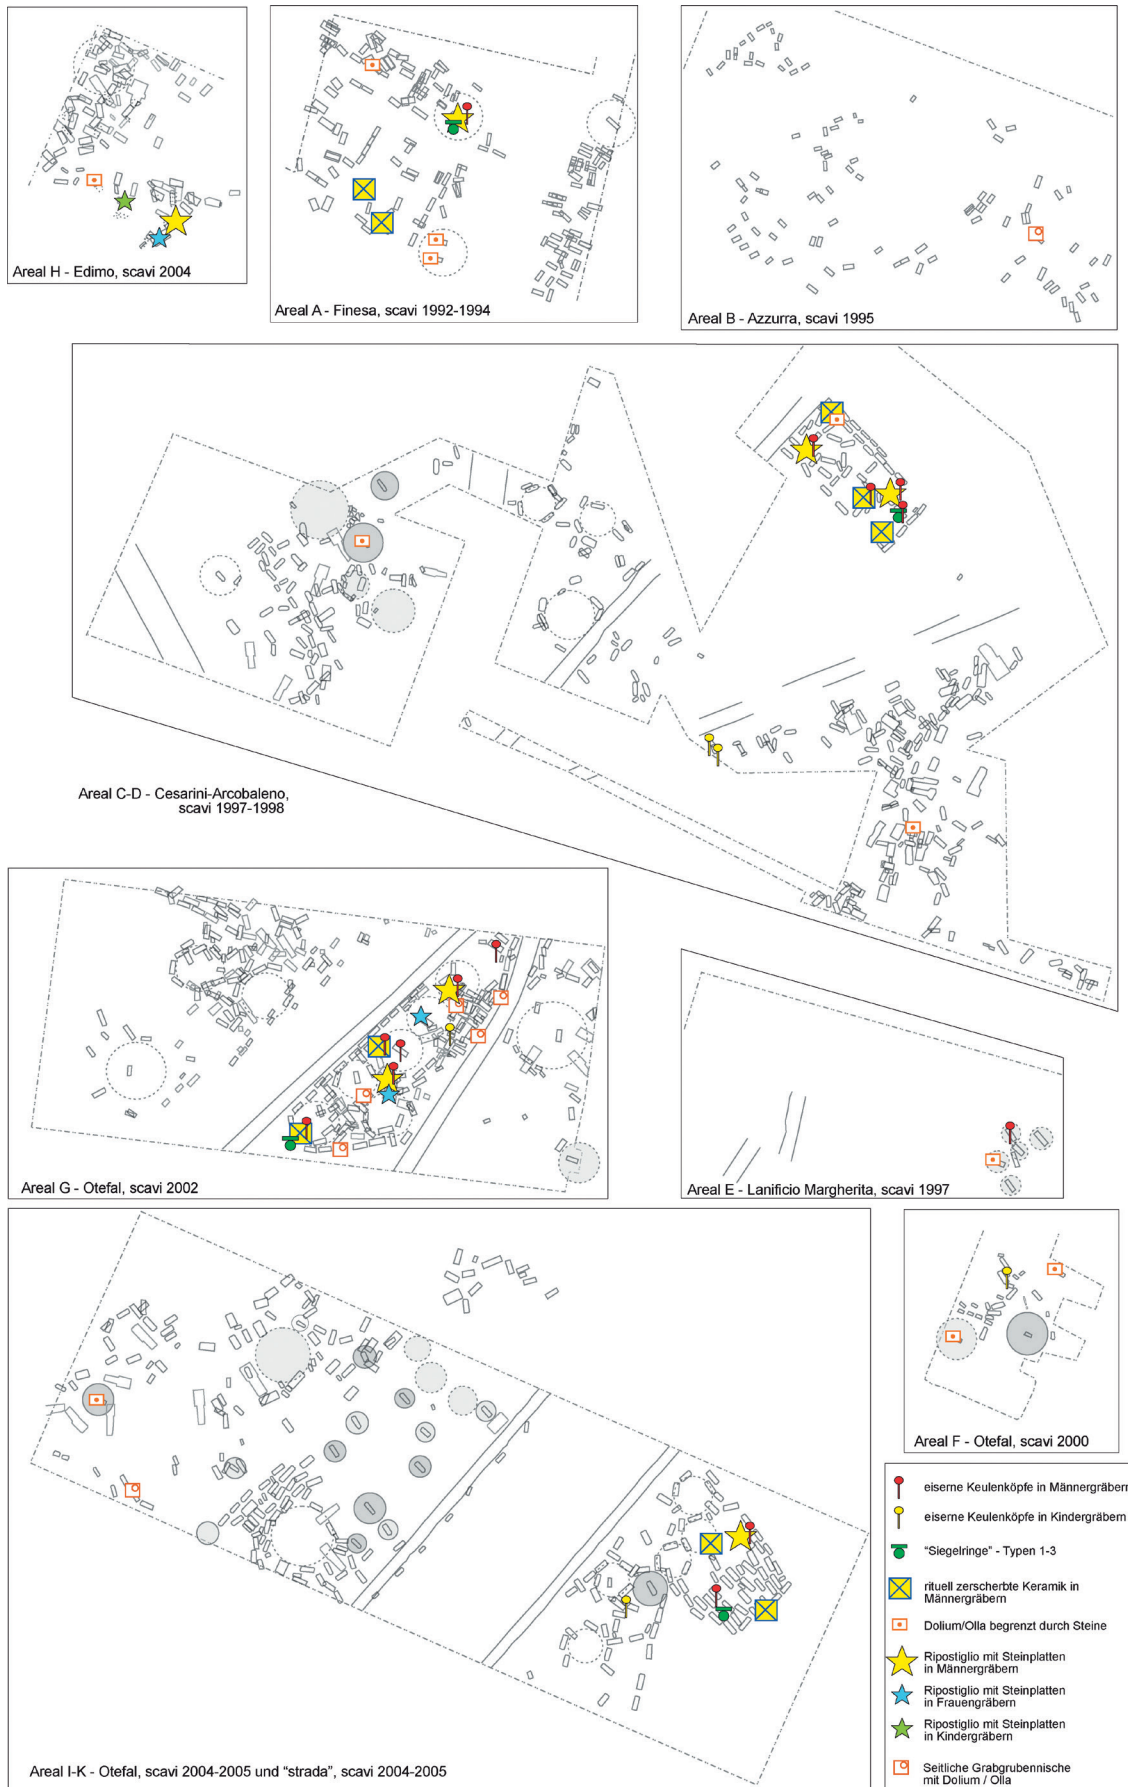 Areal H - Edimo, scavi 2004
Areal A - Finesa, scavi 1992-1994
Areal B - Azzurra, scavi 1995
Areal C-D - Cesarini-Arcobaleno,
scavi 1997-1998
Areal G - Otefal, scavi 2002
Areal E - Lanificio Margherita, scavi 1997
Areal F - Otefal, scavi 2000
Areal I-K - Otefal, scavi 2004-2005 und "strada", scavi 2004-2005
eiserne Keulenköpfe in Männergräbern
eiserne Keulenköpfe in Kindergräbern
"Siegelringe" - Typen 1-3
rituell zerscherbte Keramik in
Männergräbern
Dolium/Olla begrenzt durch Steine
Ripostiglio mit Steinplatten
in Männergräbern
Ripostiglio mit Steinplatten
in Frauengräbern
Ripostiglio mit Steinplatten
in Kindergräbern
Seitliche Grabgrubennische
mit Dolium / Olla